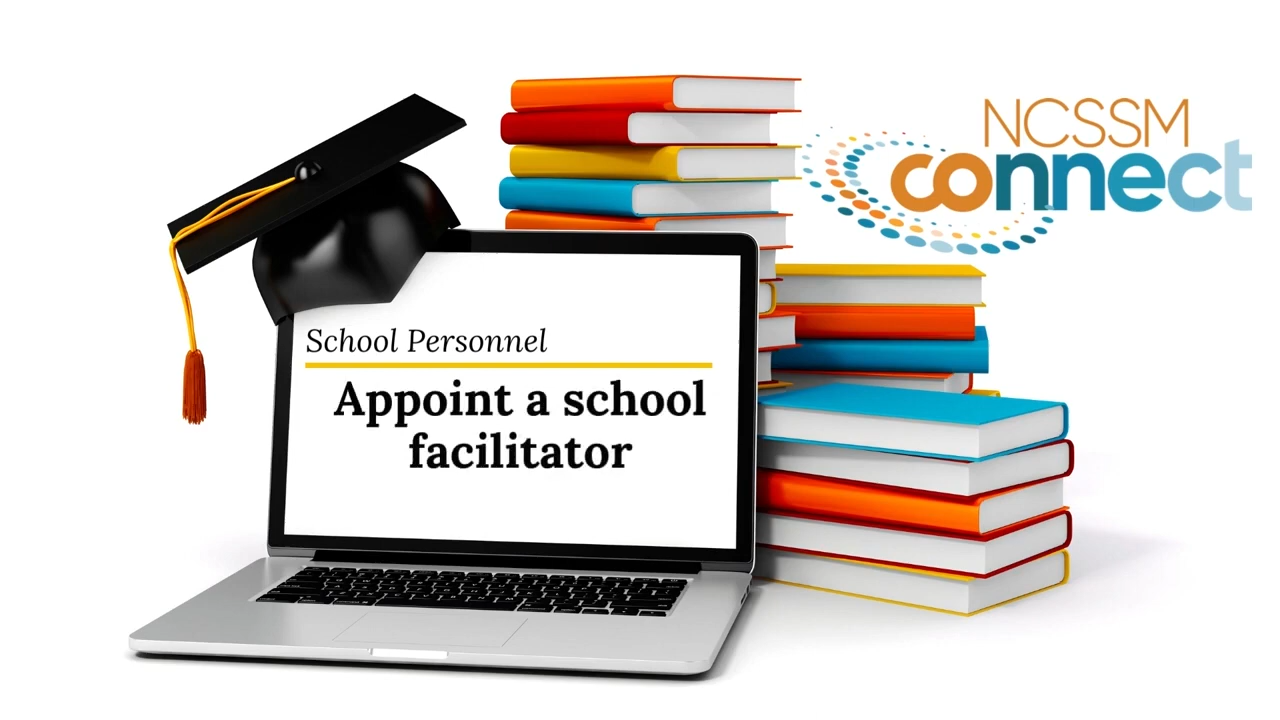 NCSSM
connect
School Personnel
Appoint a school
facilitator